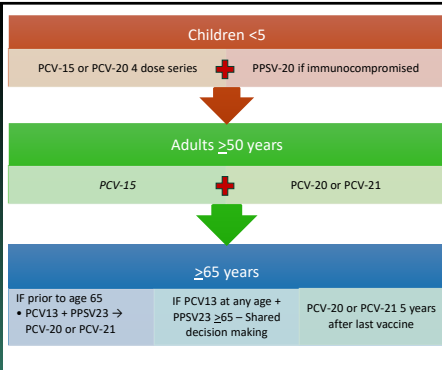 Children <5
PCV-15 or PCV-20 4 dose series
PPSV-20 if immunocompromised
Adults ≥50 years
PCV-15
PCV-20 or PCV-21
≥65 years
IF prior to age 65
• PCV13 + PPSV23 →
PCV-20 or PCV-21
IF PCV13 at any age +
PPSV23 ≥65 – Shared
decision making
PCV-20 or PCV-21 5 years
after last vaccine